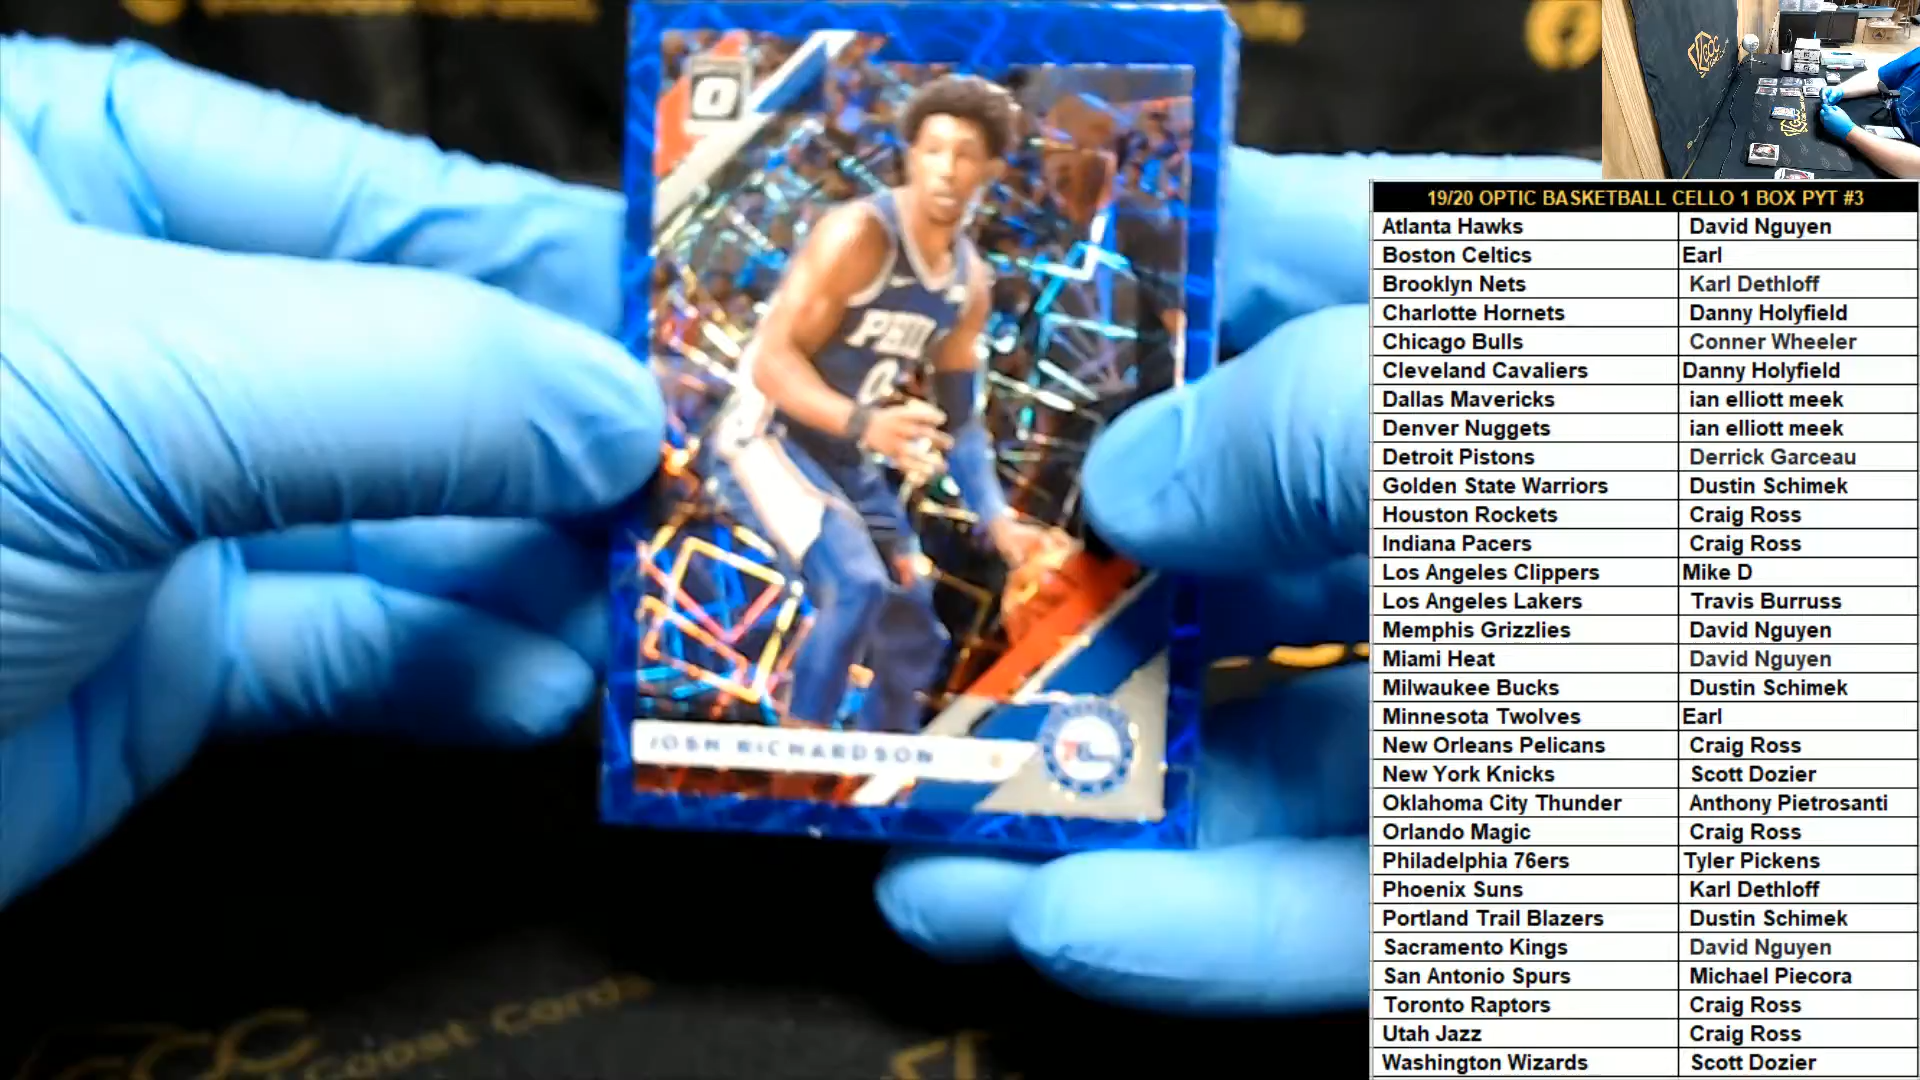 O
PHIL
0
JOSH RICHARDSON
76
Coast Cards
19/20 OPTIC BASKETBALL CELLO 1 BOX PYT #3
Atlanta Hawks David Nguyen
Boston Celtics Earl
Brooklyn Nets Karl Dethloff
Charlotte Hornets Danny Holyfield
Chicago Bulls Conner Wheeler
Cleveland Cavaliers Danny Holyfield
Dallas Mavericks ian elliott meek
Denver Nuggets ian elliott meek
Detroit Pistons Derrick Garceau
Golden State Warriors Dustin Schimek
Houston Rockets Craig Ross
Indiana Pacers Craig Ross
Los Angeles Clippers Mike D
Los Angeles Lakers Travis Burruss
Memphis Grizzlies David Nguyen
Miami Heat David Nguyen
Milwaukee Bucks Dustin Schimek
Minnesota Twolves Earl
New Orleans Pelicans Craig Ross
New York Knicks Scott Dozier
Oklahoma City Thunder Anthony Pietrosanti
Orlando Magic Craig Ross
Philadelphia 76ers Tyler Pickens
Phoenix Suns Karl Dethloff
Portland Trail Blazers Dustin Schimek
Sacramento Kings David Nguyen
San Antonio Spurs Michael Piecora
Toronto Raptors Craig Ross
Utah Jazz Craig Ross
Washington Wizards Scott Dozier